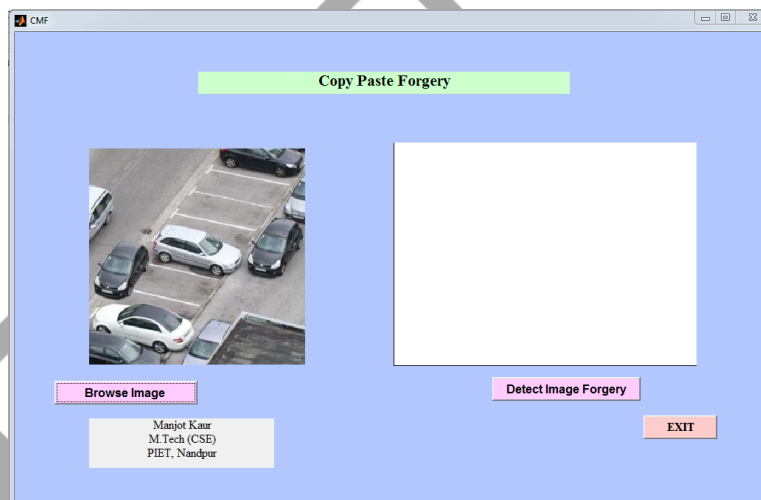 CMF
Copy Paste Forgery
Browse Image
Detect Image Forgery
Manjot Kaur
M.Tech (CSE)
PIET, Nandpur
EXIT